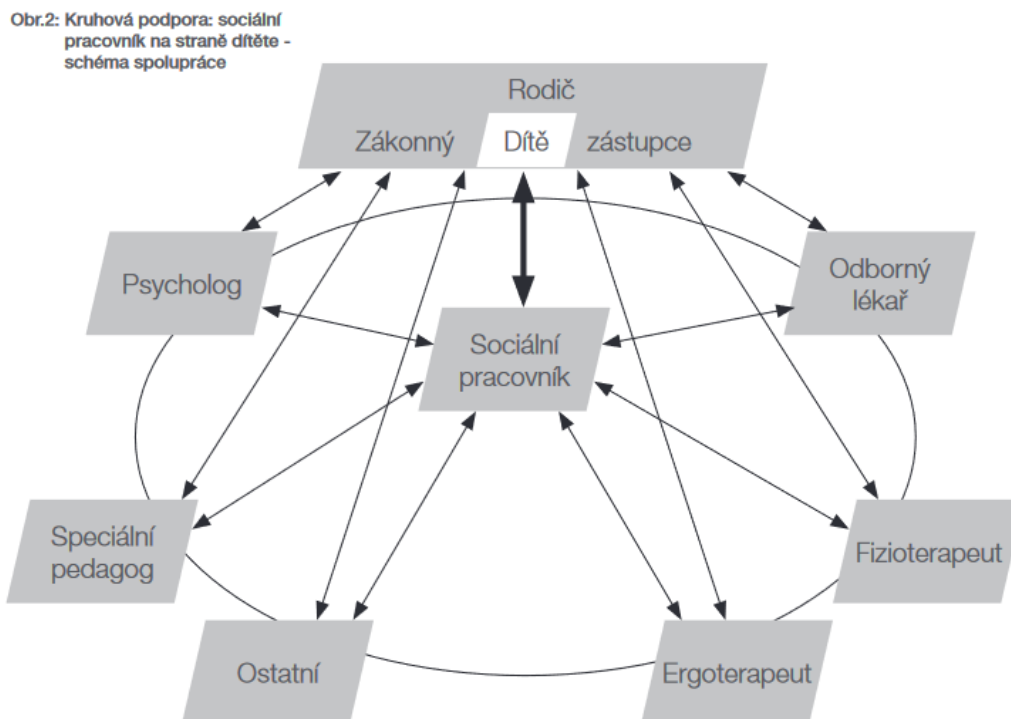 Obr.2: Kruhová podpora: sociální
pracovník na straně dítěte -
schéma spolupráce
Rodič
Zákonný Dítě zástupce
Psycholog
Odborný
lékař
Sociální
pracovník
Speciální
pedagog
Fizioterapeut
Ostatní
Ergoterapeut